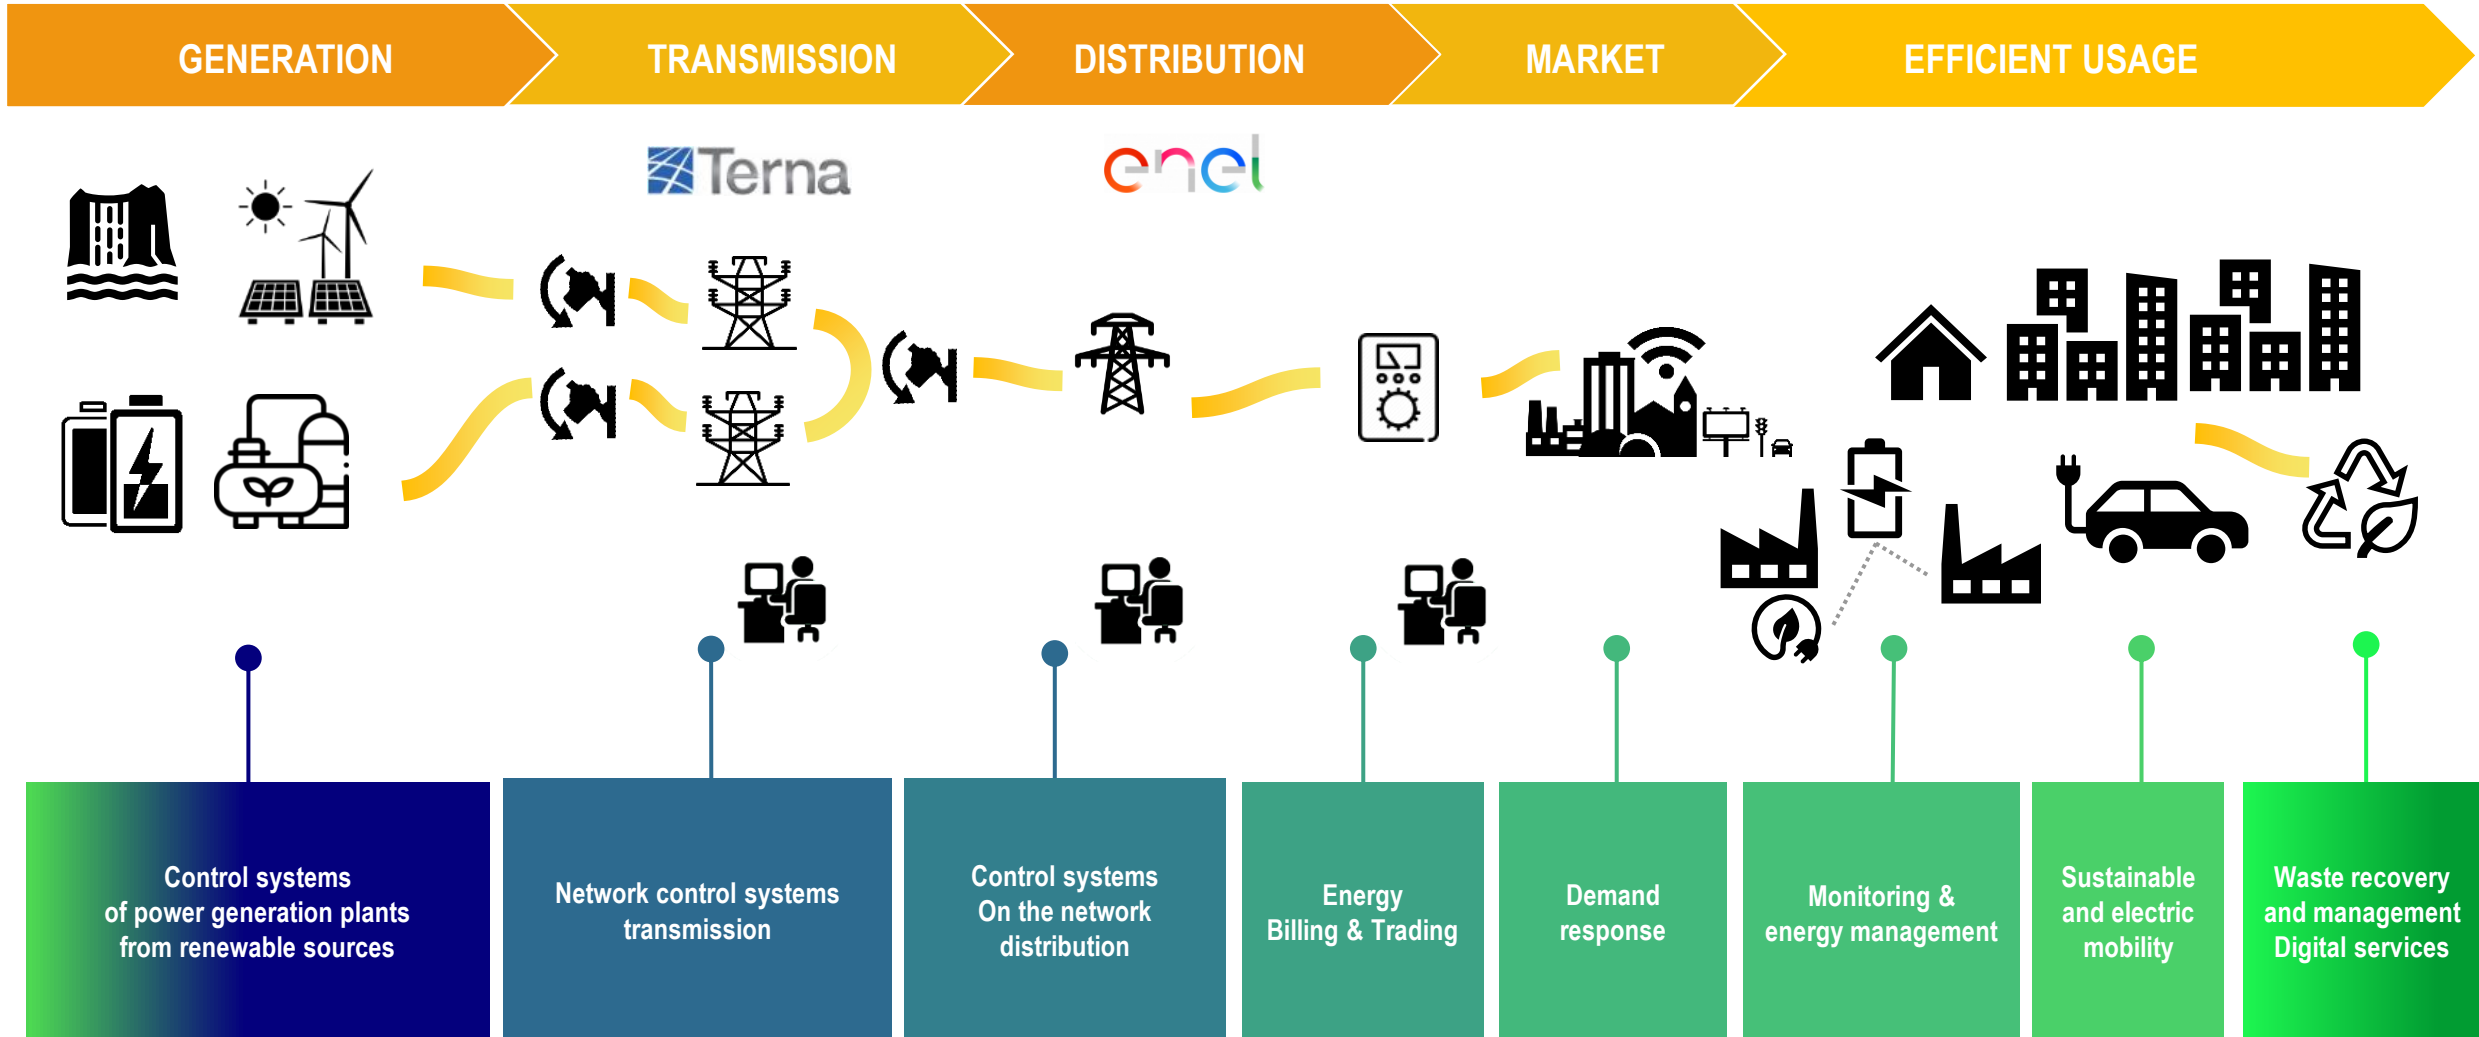 GENERATION
TRANSMISSION
DISTRIBUTION
MARKET
EFFICIENT USAGE
Terna
enel
Control systems
of power generation plants
from renewable sources
Network control systems
transmission
Control systems
On the network
distribution
Energy
Billing & Trading
Demand
response
Monitoring &
energy management
Sustainable
and electric
mobility
Waste recovery
and management
Digital services